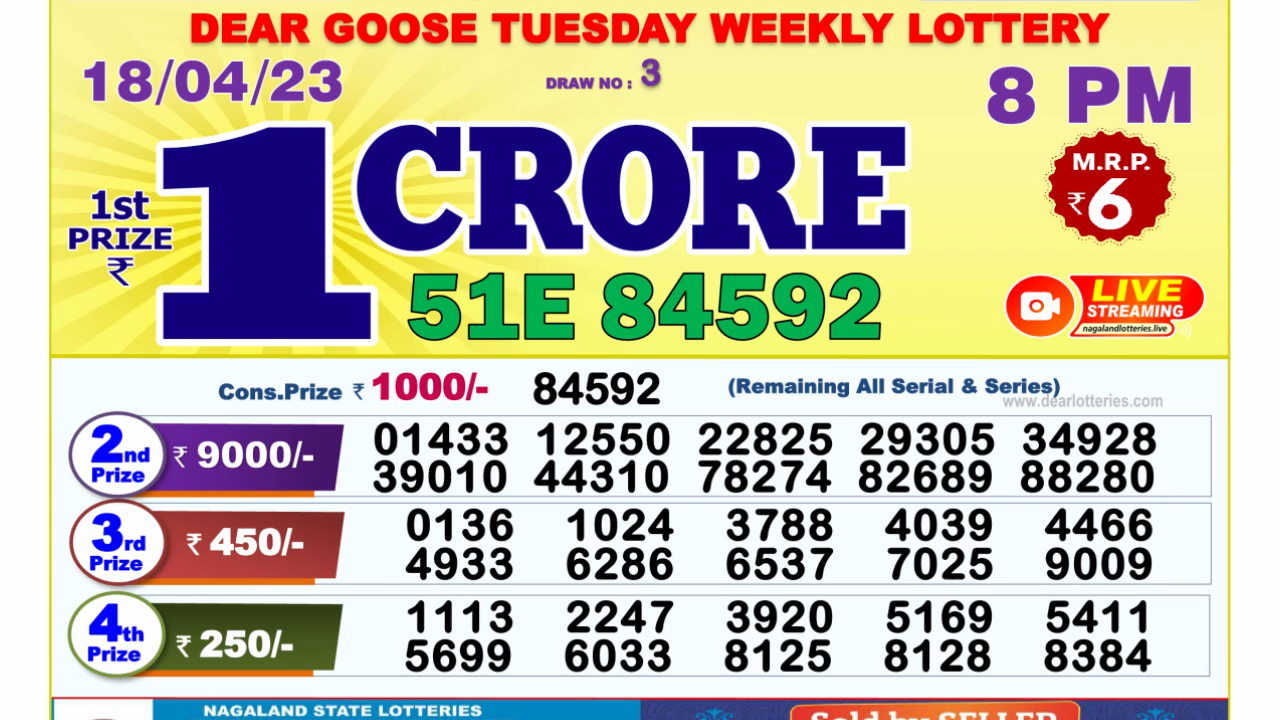 DEAR GOOSE TUESDAY WEEKLY LOTTERY
18/04/23
DRAW NO : 3
8 PM
1st
PRIZE
₹
1 CRORE
M.R.P.
₹ 6
51E 84592
LIVE
STREAMING
nagalandlotteries.live
Cons.Prize ₹ 1000/- 84592 (Remaining All Serial & Series)
www.dearlotteries.com
2nd
Prize
₹ 9000/-
01433 12550 22825 29305 34928
39010 44310 78274 82689 88280
3rd
Prize
₹ 450/-
0136 1024 3788 4039 4466
4933 6286 6537 7025 9009
4th
Prize
₹ 250/-
1113 2247 3920 5169 5411
5699 6033 8125 8128 8384
NAGALAND STATE LOTTERIES
Sold by SELLER